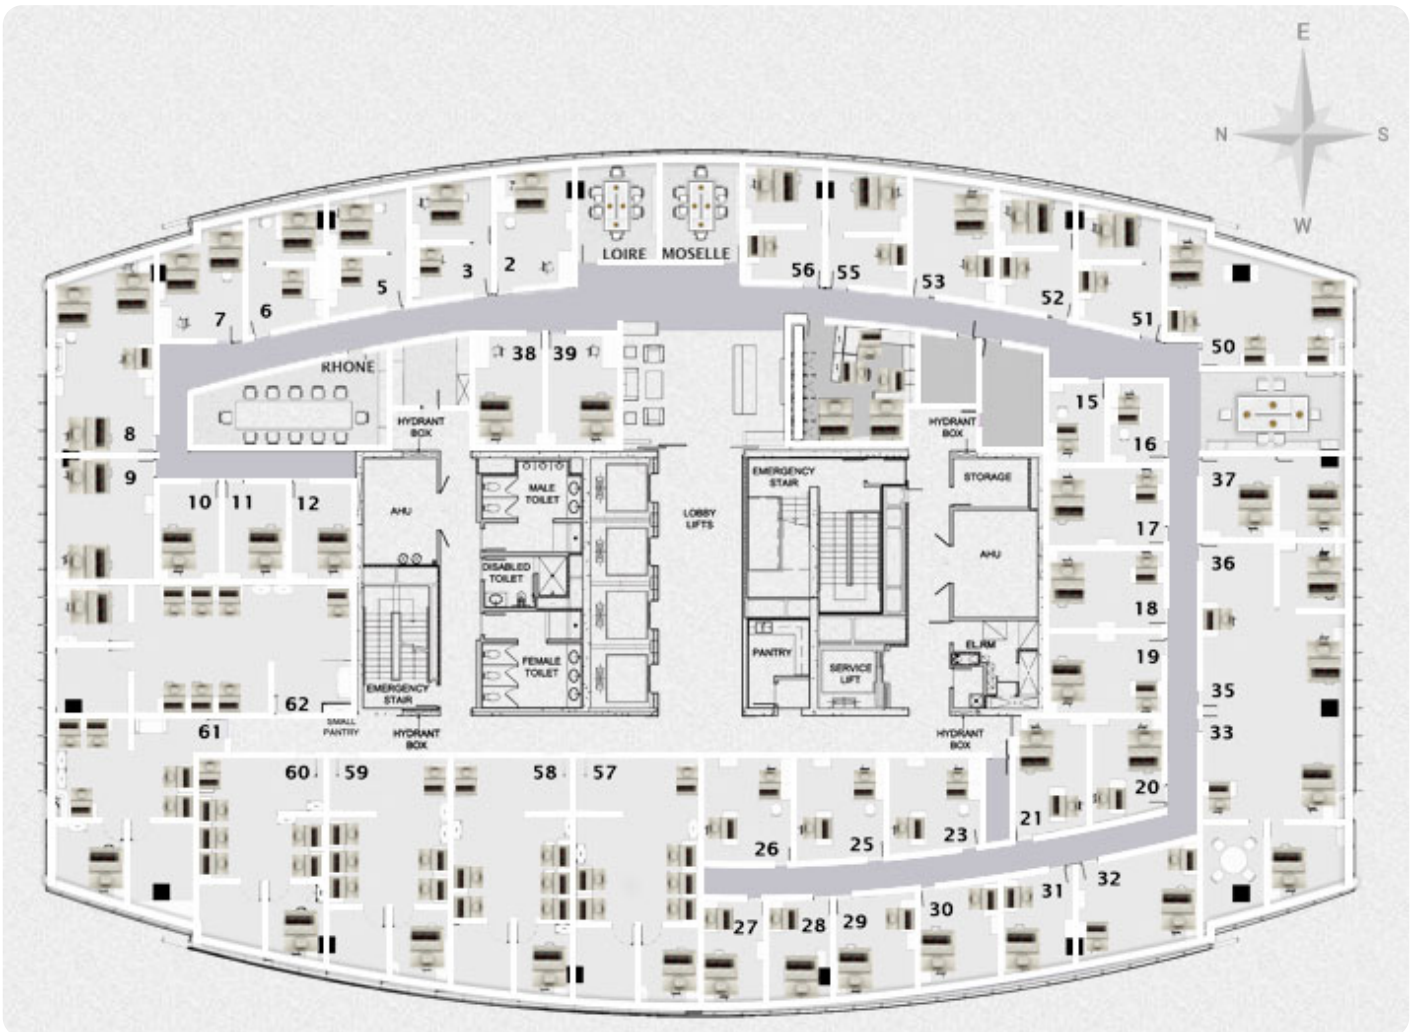 E
N S
W
LOIRE MOSELLE
2
3
5
6
7
56 55
53
52
51
50
RHONE
38 39
HYDRANT
BOX
HYDRANT
BOX
15
16
8
9
10 11 12
37
MALE
TOILET
EMERGENCY
STAIR
STORAGE
AHU
LOBBY
LIFTS
17
AHU
DISABLED
TOILET
36
18
FEMALE
TOILET
PANTRY
SERVICE
LIFT
EL.RM
19
EMERGENCY
STAIR
62
35
SMALL
PANTRY
61
HYDRANT
BOX
HYDRANT
BOX
33
60 59
58 57
20
21
26
25
23
32
31
30
29
28
27